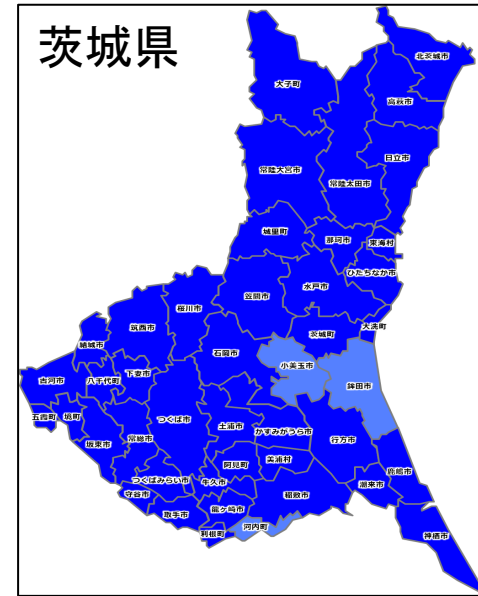 茨城県
北茨城市
大子町
高萩市
日立市
常陸大宮市
常陸太田市
城里町
那珂市
東海村
ひたちなか市
笠間市
水戸市
桜川市
筑西市
大洗町
茨城町
結城市
石岡市
小美玉市
下妻市
古河市
八千代町
鉾田市
五霞町
境町
つくば市
土浦市
かすみがうら市
坂東市
常総市
行方市
阿見町
美浦村
鹿嶋市
つくばみらい市
牛久市
潮来市
守谷市
稲敷市
龍ヶ崎市
取手市
河内町
利根町
神栖市